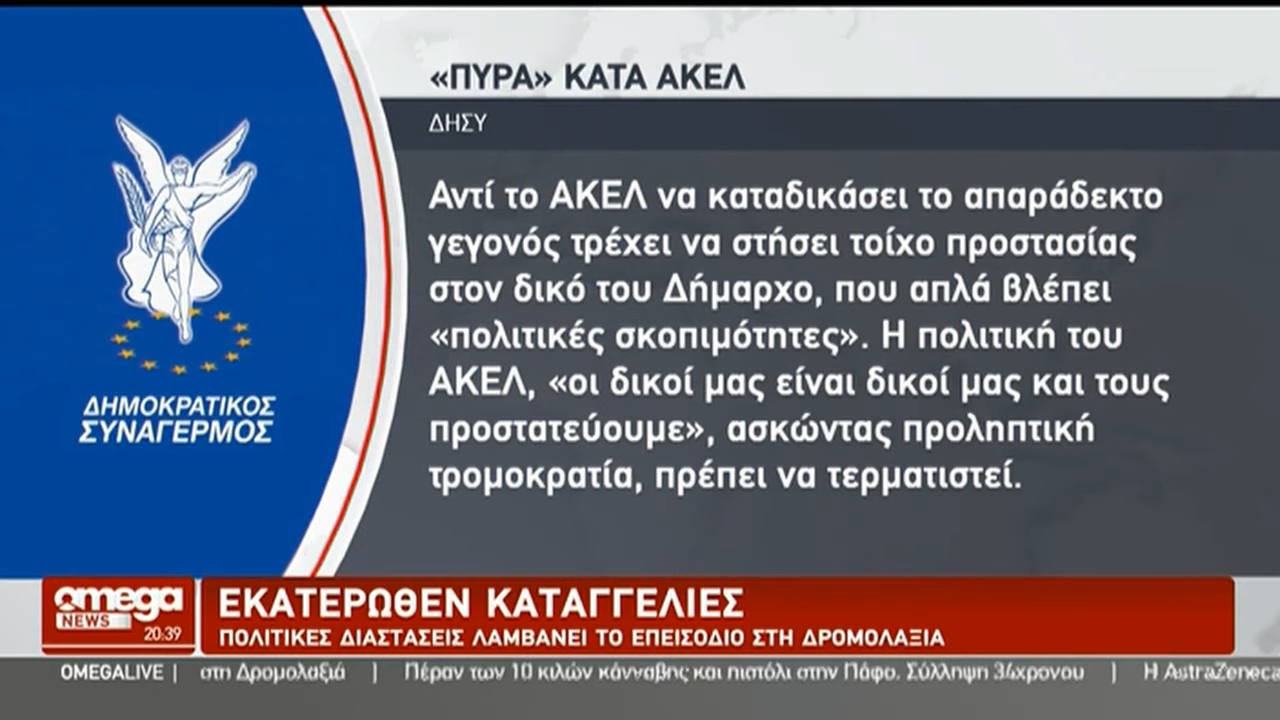 «ΠΥΡΑ» ΚΑΤΑ ΑΚΕΛ
ΔΗΣΥ
Αντί το ΑΚΕΛ να καταδικάσει το απαράδεκτο
γεγονός τρέχει να στήσει τοίχο προστασίας
στον δικό του Δήμαρχο, που απλά βλέπει
«πολιτικές σκοπιμότητες». Η πολιτική του
ΑΚΕΛ, «οι δικοί μας είναι δικοί μας και τους
προστατεύουμε», ασκώντας προληπτική
τρομοκρατία, πρέπει να τερματιστεί.
ΔΗΜΟΚΡΑΤΙΚΟΣ
ΣΥΝΑΓΕΡΜΟΣ
omega
NEWS
20:39
ΕΚΑΤΕΡΩΘΕΝ ΚΑΤΑΓΓΕΛΙΕΣ
ΠΟΛΙΤΙΚΕΣ ΔΙΑΣΤΑΣΕΙΣ ΛΑΜΒΑΝΕΙ ΤΟ ΕΠΕΙΣΟΔΙΟ ΣΤΗ ΔΡΟΜΟΛΑΞΙΑ
OMEGALIVE | στη Δρομολαξιά | Πέραν των 10 κιλών κάνναβης και πιστόλι στην Πάφο. Σύλληψη 34χρονου | Η AstraZeneca